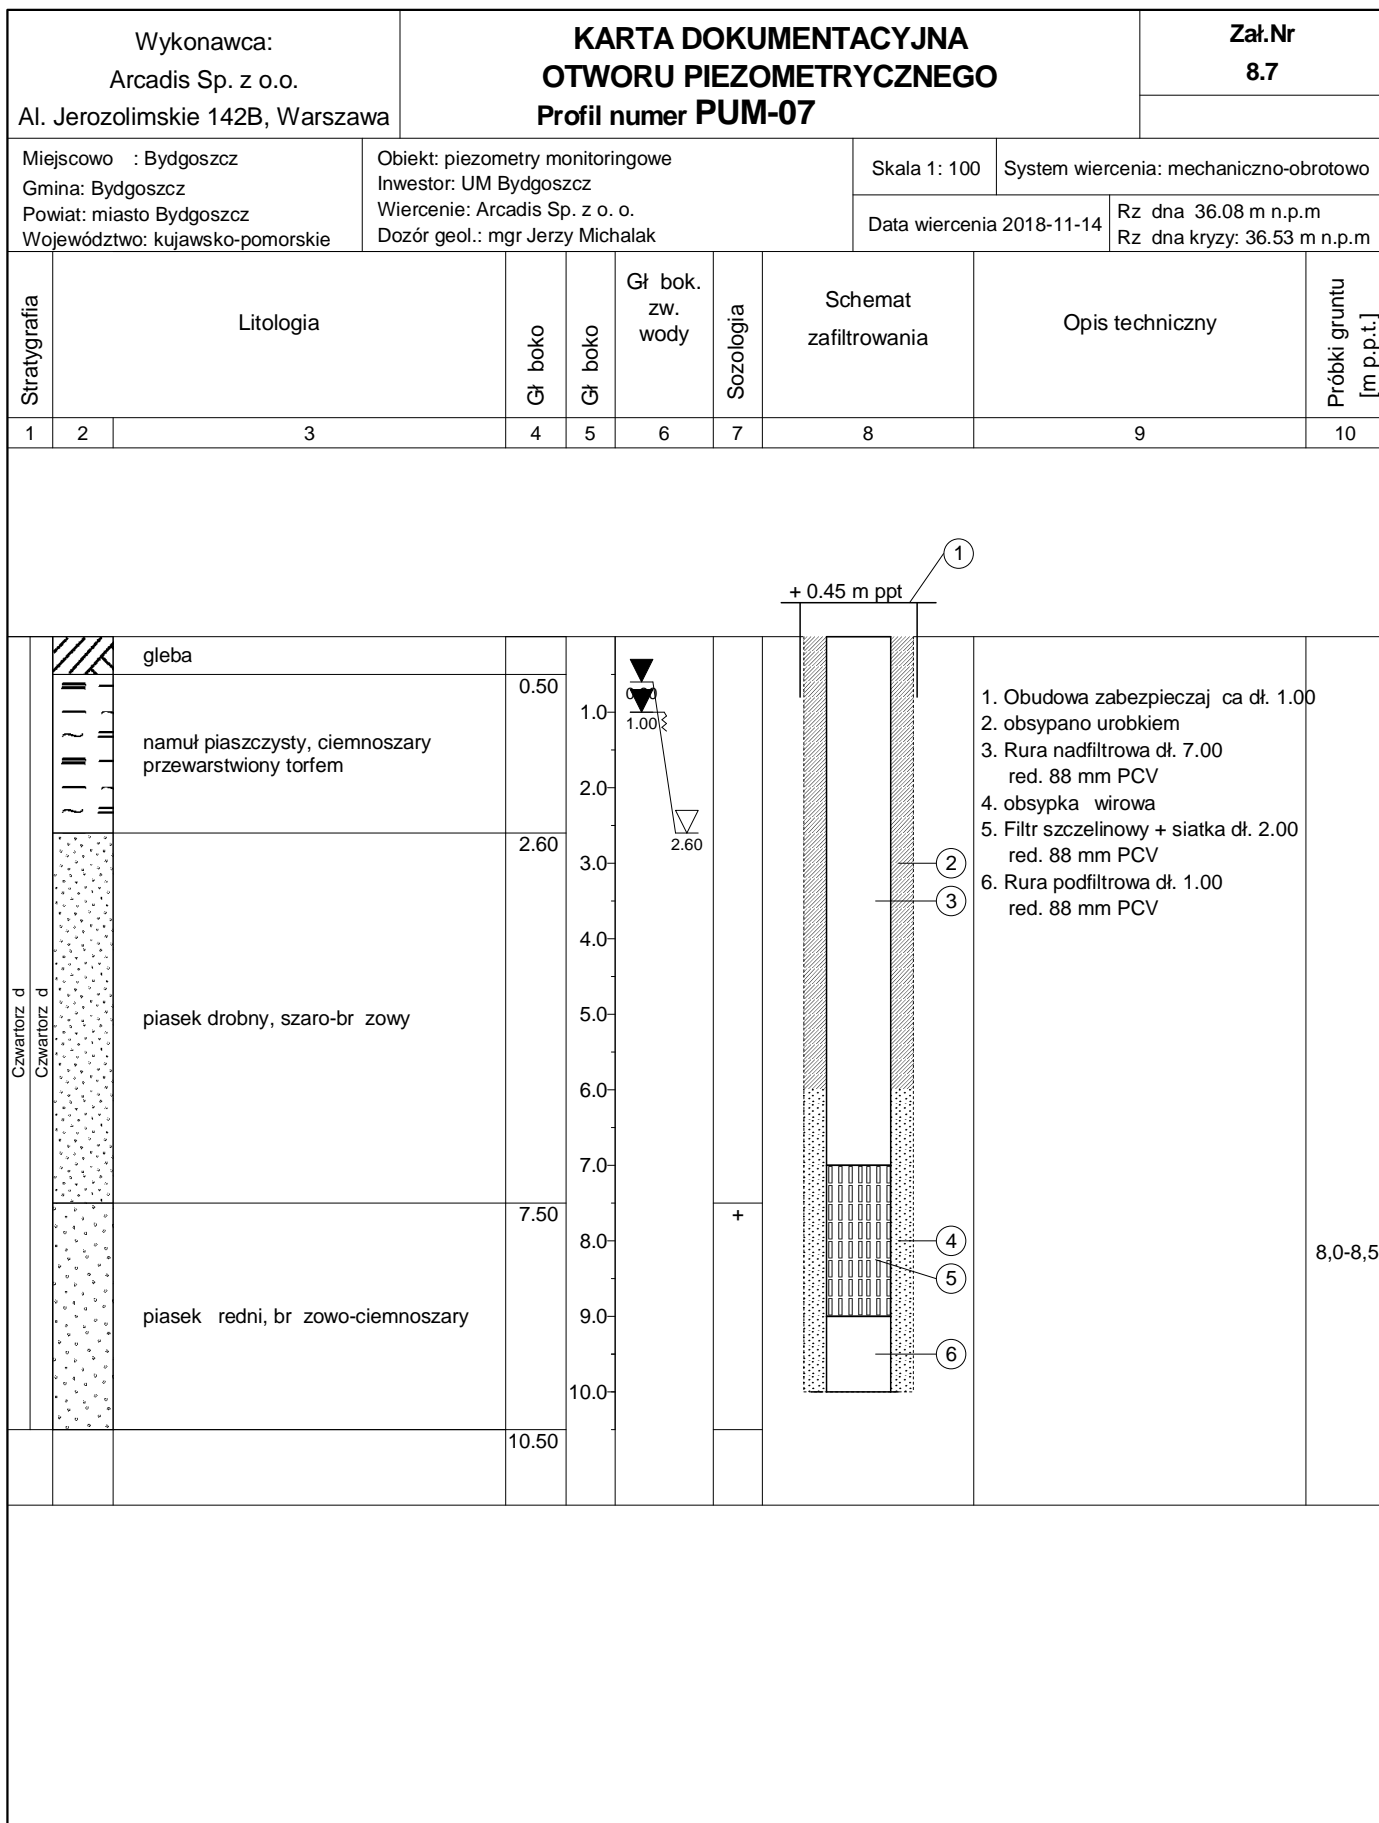 Wykonawca:
Arcadis Sp. z o.o.
Al. Jerozolimskie 142B, Warszawa
KARTA DOKUMENTACYJNA
OTWORU PIEZOMETRYCZNEGO
Profil numer PUM-07
Zał.Nr
8.7
Miejscowo : Bydgoszcz
Gmina: Bydgoszcz
Powiat: miasto Bydgoszcz
Województwo: kujawsko-pomorskie
Obiekt: piezometry monitoringowe
Inwestor: UM Bydgoszcz
Wiercenie: Arcadis Sp. z o. o.
Dozór geol.: mgr Jerzy Michalak
Skala 1: 100
System wiercenia: mechaniczno-obrotowo
Data wiercenia 2018-11-14
Rz dna 36.08 m n.p.m
Rz dna kryzy: 36.53 m n.p.m
Stratygrafia
Litologia
Gł boko
Gł boko
Gł bok.
zw.
wody
Sozologia
Schemat
zafiltrowania
Opis techniczny
Próbki gruntu
[m p.p.t.]
1 2 3 4 5 6 7 8 9 10
1
+ 0.45 m ppt
gleba
0.50
1.0
1.00
namuł piaszczysty, ciemnoszary
przewarstwiony torfem
2.0
2.60
2.60
3.0
4.0
Czwartorz d
Czwartorz d
piasek drobny, szaro-br zowy
5.0
6.0
7.0
7.50
+
8.0
piasek redni, br zowo-ciemnoszary
9.0
10.0
10.50
2
3
4
5
6
1. Obudowa zabezpieczaj ca dł. 1.00
2. obsypano urobkiem
3. Rura nadfiltrowa dł. 7.00
red. 88 mm PCV
4. obsypka wirowa
5. Filtr szczelinowy + siatka dł. 2.00
red. 88 mm PCV
6. Rura podfiltrowa dł. 1.00
red. 88 mm PCV
8,0-8,5